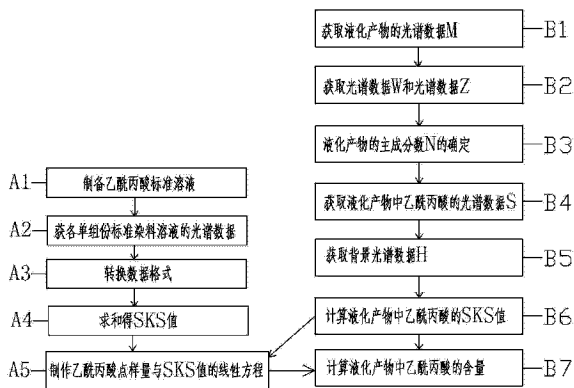 获取液化产物的光谱数据M
B1
获取光谱数据W和光谱数据Z
B2
液化产物的主成分数N的确定
B3
A1
制备乙酰丙酸标准溶液
获取液化产物中乙酰丙酸的光谱数据S
B4
A2
获各单组份标准染料溶液的光谱数据
获取背景光谱数据H
B5
A3
转换数据格式
A4
求和得SKS值
计算液化产物中乙酰丙酸的SKS值
B6
A5
制作乙酰丙酸点样量与SKS值的线性方程
计算液化产物中乙酰丙酸的含量
B7